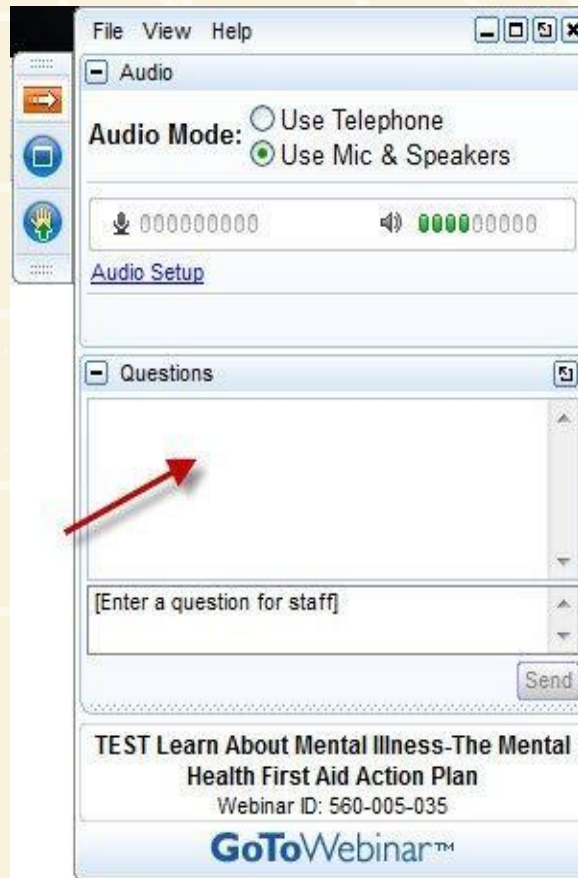 File View Help
Audio
Audio Mode: Use Telephone
Use Mic & Speakers
Audio Setup
Questions
[Enter a question for staff]
Send
TEST Learn About Mental Illness-The Mental
Health First Aid Action Plan
Webinar ID: 560-005-035
GoToWebinar™